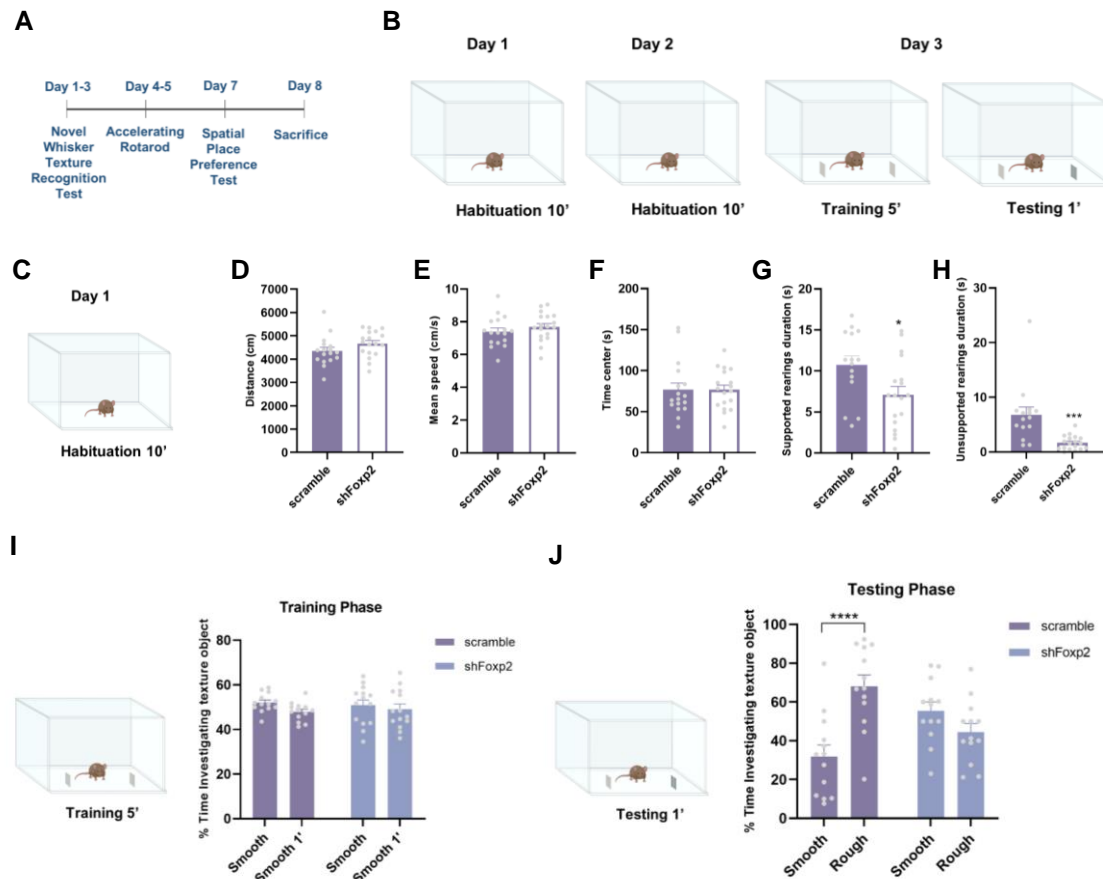 A
Day 1-3
Day 4-5
Day 7
Day 8
Novel
Whisker
Texture
Recognition
Test
Accelerating
Rotarod
Spatial
Place
Preference
Test
Sacrifice
B
Day 1
Day 2
Day 3
Habituation 10'
Habituation 10'
Training 5'
Testing 1'
C
Day 1
Habituation 10'
D
Distance (cm)
7000
6000
5000
4000
3000
2000
1000
0
scramble
shFoxp2
E
Mean speed (cm/s)
10
8
6
4
2
0
scramble
shFoxp2
F
Time center (s)
200
150
100
50
0
scramble
shFoxp2
G
Supported rearings duration (s)
20
15
10
5
0
*
scramble
shFoxp2
H
Unsupported rearings duration (s)
30
20
10
0
***
scramble
shFoxp2
I
Training 5'
Training Phase
% Time Investigating texture object
80
60
40
20
0
Smooth
Smooth 1'
Smooth
Smooth 1'
scramble
shFoxp2
J
Testing 1'
Testing Phase
% Time Investigating texture object
100
80
60
40
20
0
****
Smooth
Rough
Smooth
Rough
scramble
shFoxp2